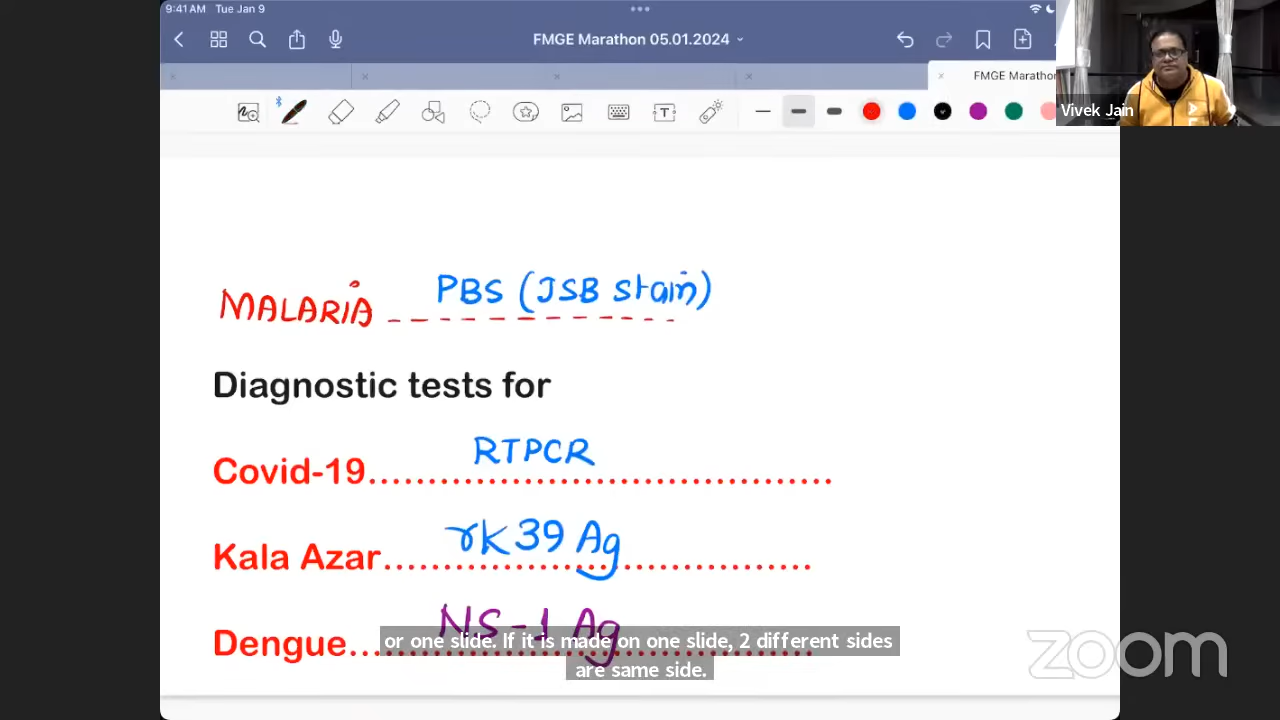 9:41 AM Tue Jan 9
FMGE Marathon 05.01.2024
FMGE Marathon
Vivek Jain
MALARIA PBS (JSB stain)
Diagnostic tests for
Covid-19 RTPCR
Kala Azar rK39 Ag
Dengue NS-1 Ag
or one slide. If it is made on one slide, 2 different sides
are same side.
zoom